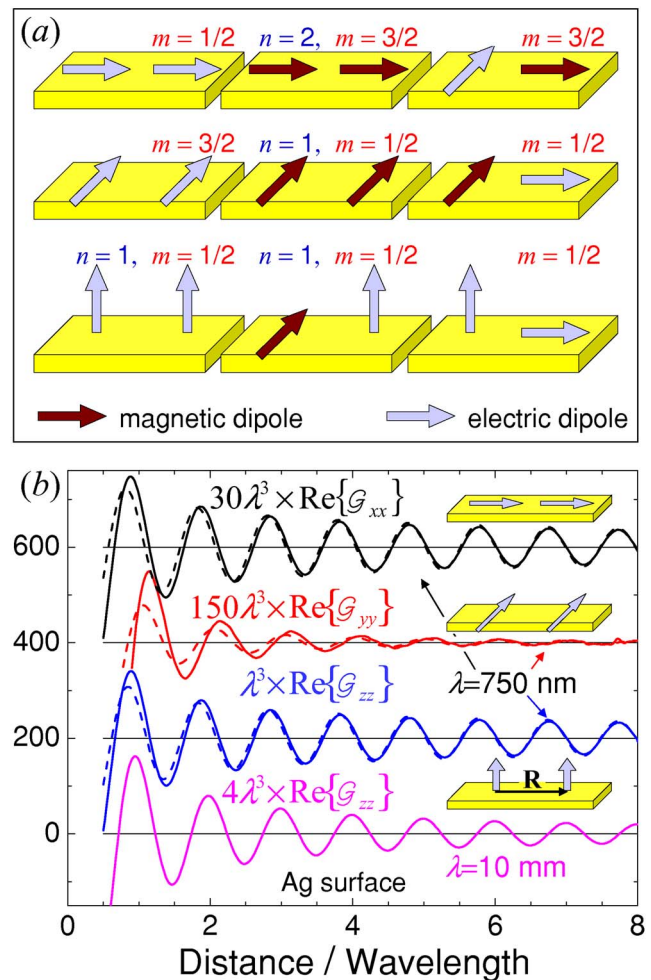 (a)
m = 1/2 n = 2, m = 3/2 m = 3/2
m = 3/2 n = 1, m = 1/2 m = 1/2
n = 1, m = 1/2 n = 1, m = 1/2 m = 1/2
magnetic dipole electric dipole
(b)
30λ³×Re{𝒢xx}
600
150λ³×Re{𝒢yy}
400
λ=750 nm
λ³×Re{𝒢zz}
200
R
4λ³×Re{𝒢zz}
0
λ=10 mm
Ag surface
0 2 4 6 8
Distance / Wavelength